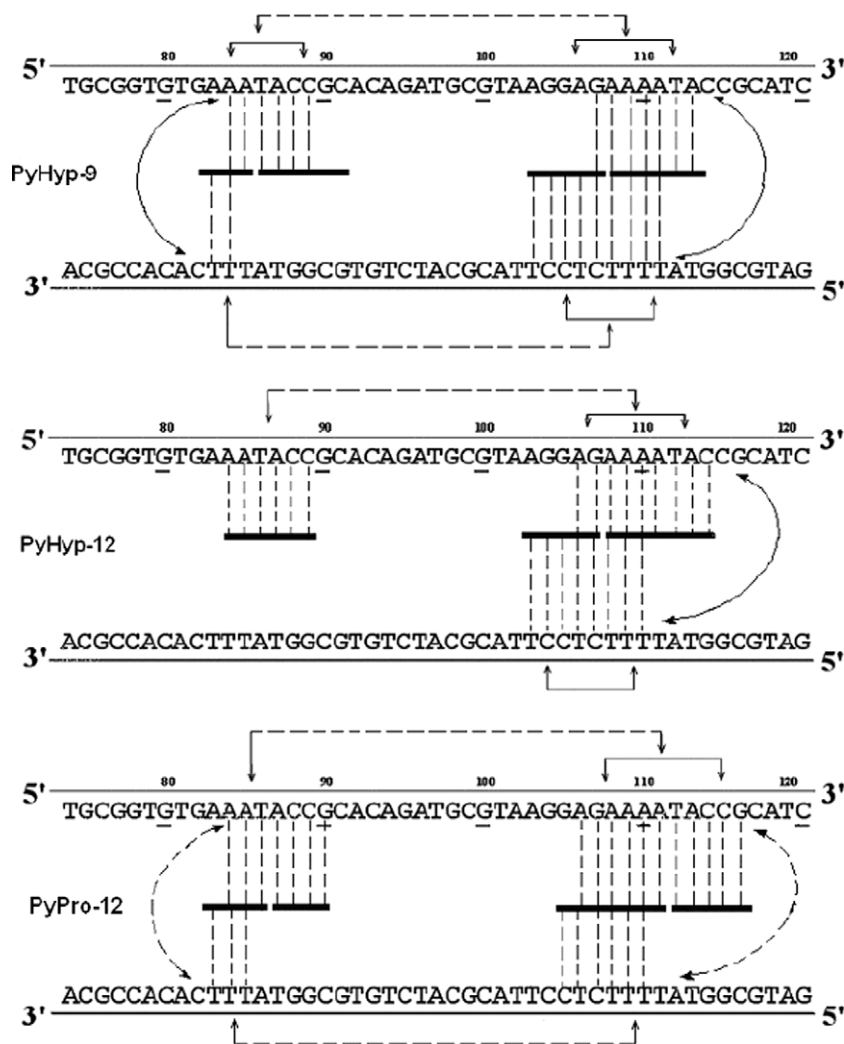 80 90 100 110 120
5' 3'
TGCGGTGTGAAATACCGCACAGATGCGTAAGGAGAAAATACCGCATC
PyHyp-9
ACGCCACACTTTATGGCGTGTCTACGCATTCCTCTTTTATGGCGTAG
3' 5'
80 90 100 110 120
5' 3'
TGCGGTGTGAAATACCGCACAGATGCGTAAGGAGAAAATACCGCATC
PyHyp-12
ACGCCACACTTTATGGCGTGTCTACGCATTCCTCTTTTATGGCGTAG
3' 5'
80 90 100 110 120
5' 3'
TGCGGTGTGAAATACCGCACAGATGCGTAAGGAGAAAATACCGCATC
PyPro-12
ACGCCACACTTTATGGCGTGTCTACGCATTCCTCTTTTATGGCGTAG
3' 5'